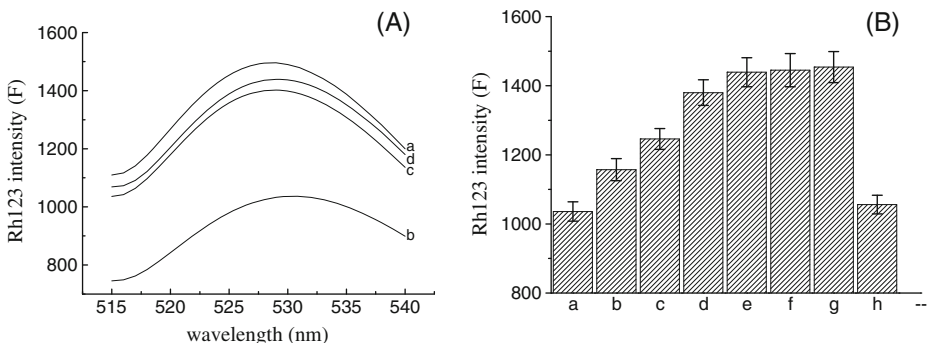 (A)
Rh123 intensity (F)
1600
1400
1200
1000
800
a
d
c
b
515 520 525 530 535 540
wavelength (nm)
(B)
Rh123 intensity (F)
1600
1400
1200
1000
800
a b c d e f g h --